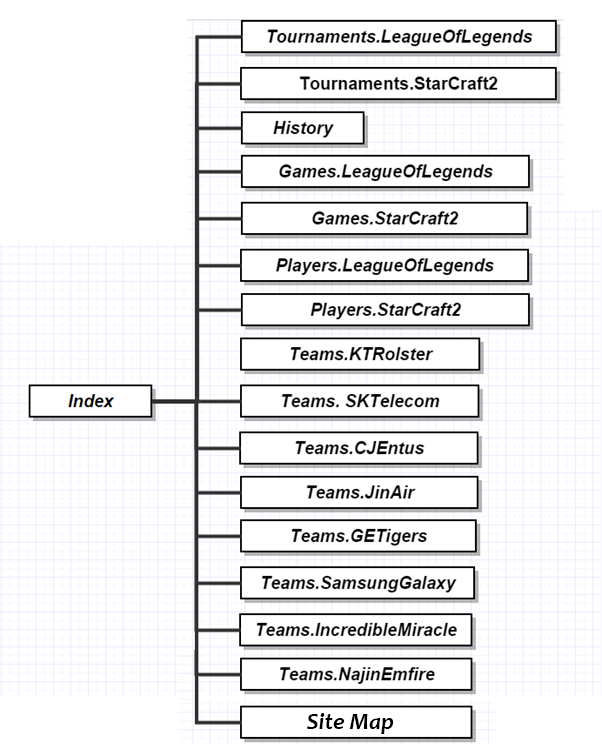 Tournaments.LeagueOfLegends
Tournaments.StarCraft2
History
Games.LeagueOfLegends
Games.StarCraft2
Players.LeagueOfLegends
Players.StarCraft2
Teams.KTRolster
Index
Teams. SKTelecom
Teams.CJEntus
Teams.JinAir
Teams.GETigers
Teams.SamsungGalaxy
Teams.IncredibleMiracle
Teams.NajinEmfire
Site Map